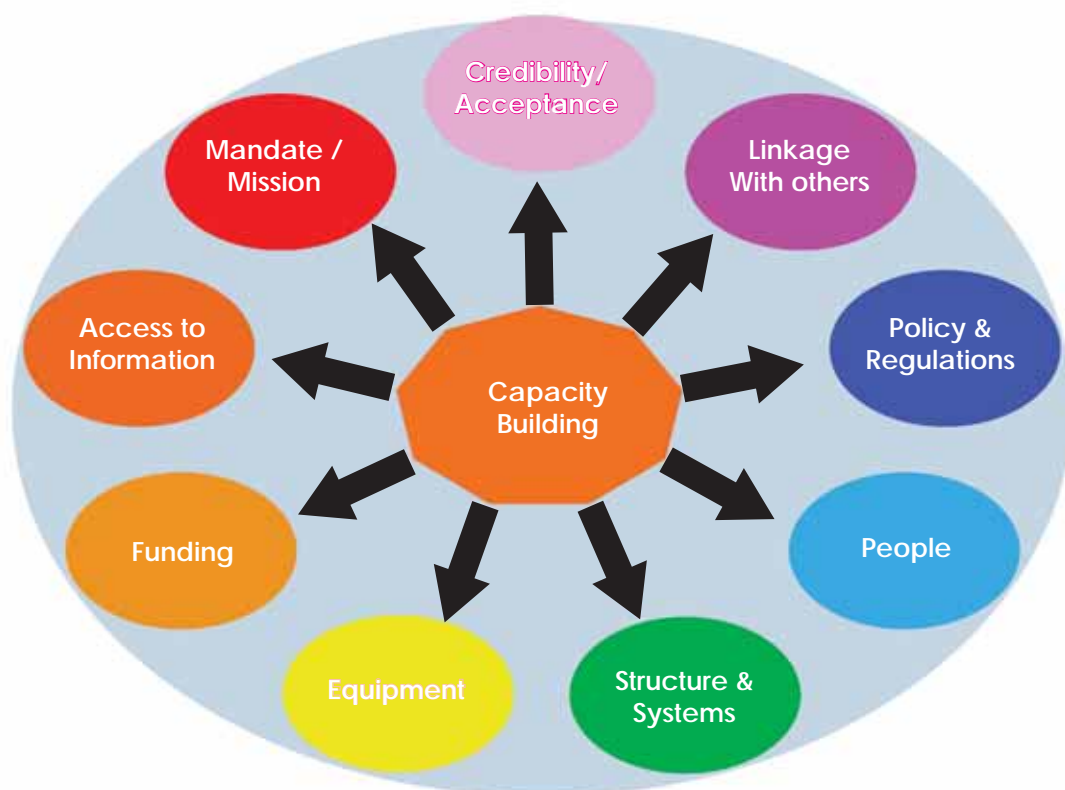 Credibility/
Acceptance
Mandate /
Mission
Linkage
With others
Access to
Information
Policy &
Regulations
Capacity
Building
Funding
People
Equipment
Structure &
Systems